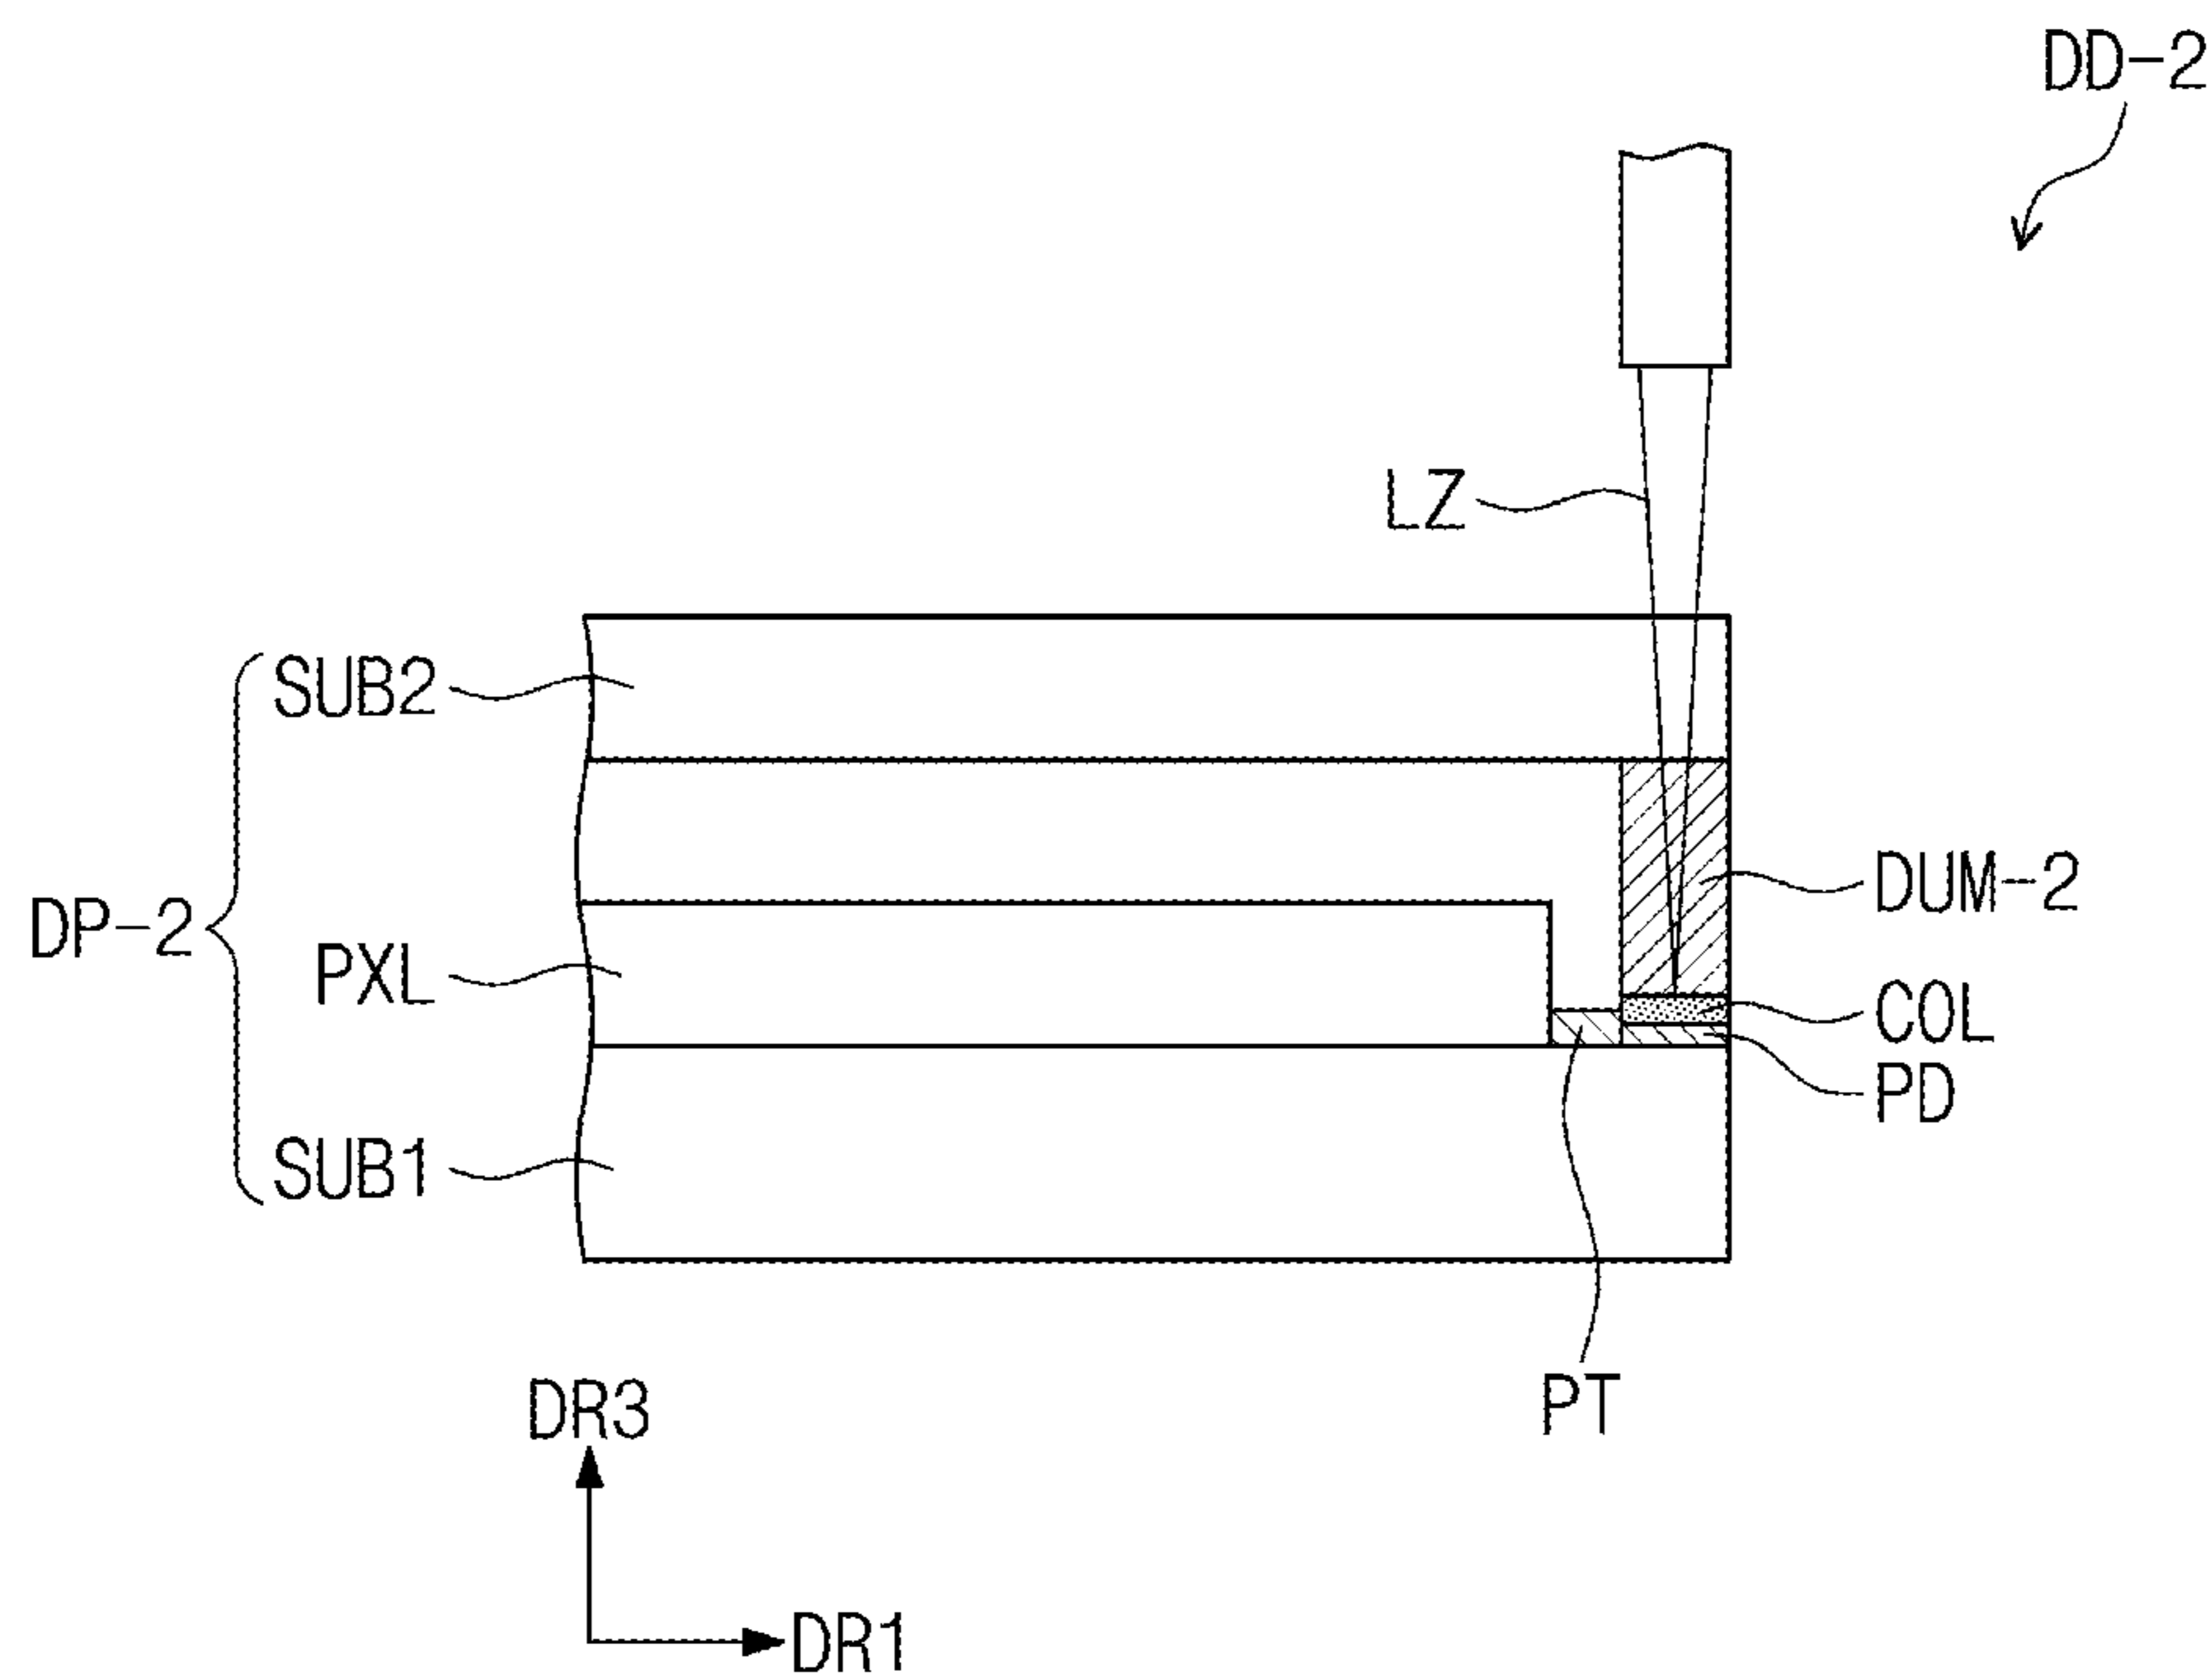 DD-2
LZ
SUB2
DUM-2
DP-2
PXL
COL
PD
SUB1
PT
DR3
DR1